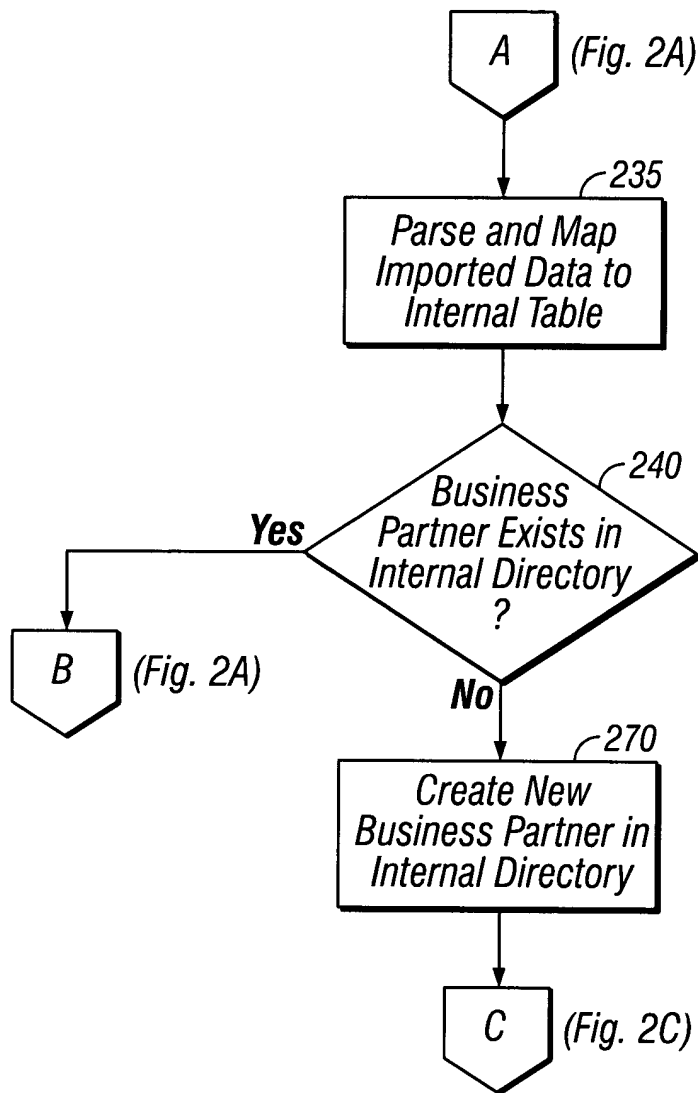 A (Fig. 2A)
235
Parse and Map
Imported Data to
Internal Table
240
Business
Partner Exists in
Internal Directory
?
Yes
B (Fig. 2A)
No
270
Create New
Business Partner in
Internal Directory
C (Fig. 2C)